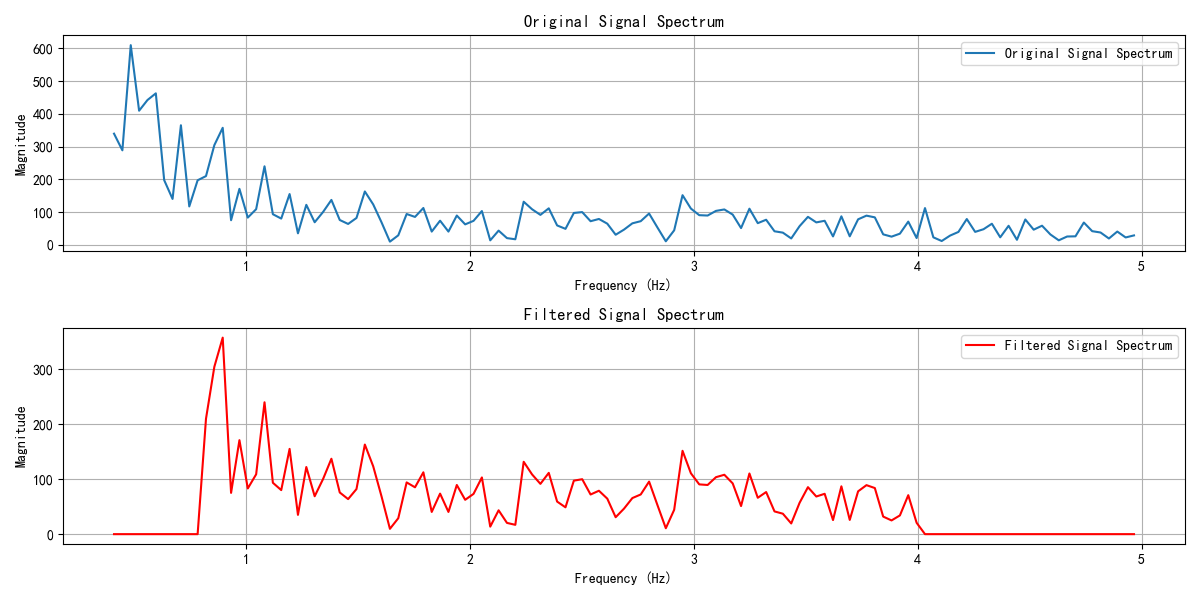 Original Signal Spectrum
Original Signal Spectrum
Magnitude
600
500
400
300
200
100
0
1
2
3
4
5
Frequency (Hz)
Filtered Signal Spectrum
Filtered Signal Spectrum
Magnitude
300
200
100
0
1
2
3
4
5
Frequency (Hz)